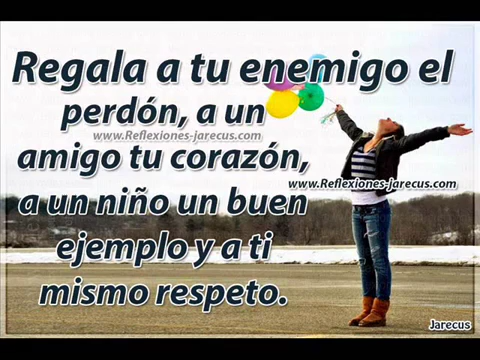 Regala a tu enemigo el
perdón, a un
www.Reflexiones-jarecus.com
amigo tu corazón,
www.Reflexiones-jarecus.com
a un niño un buen
ejemplo y a ti
mismo respeto.
Jarecus